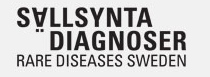 SÄLLSYNTA
DIAGNOSER
RARE DISEASES SWEDEN